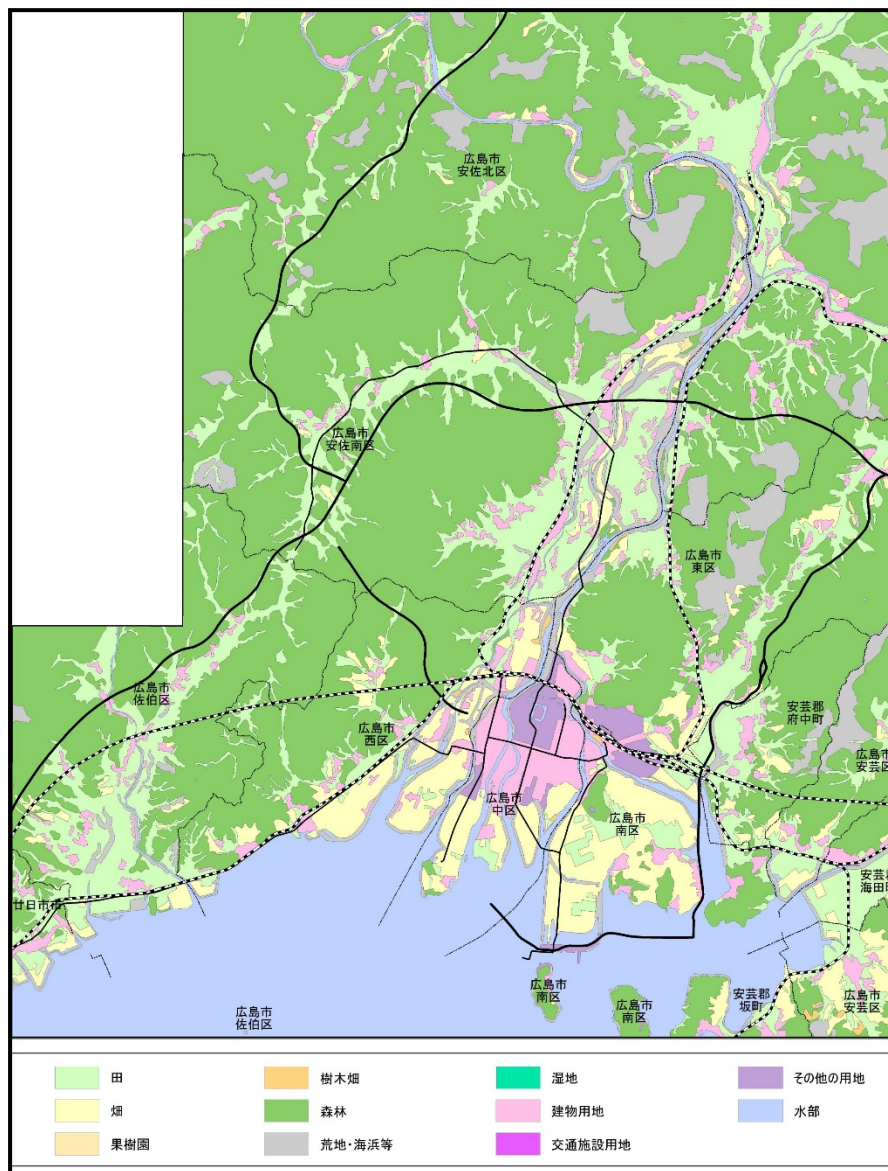 広島市
安佐北区
広島市
安佐南区
広島市
東区
広島市
佐伯区
安芸郡
府中町
広島市
西区
広島市
安芸区
広島市
中区
広島市
南区
安芸郡
海田町
廿日市市
広島市
南区
広島市
南区
安芸郡
坂町
広島市
安芸区
広島市
佐伯区
田
樹木畑
湿地
その他の用地
畑
森林
建物用地
水部
果樹園
荒地・海浜等
交通施設用地